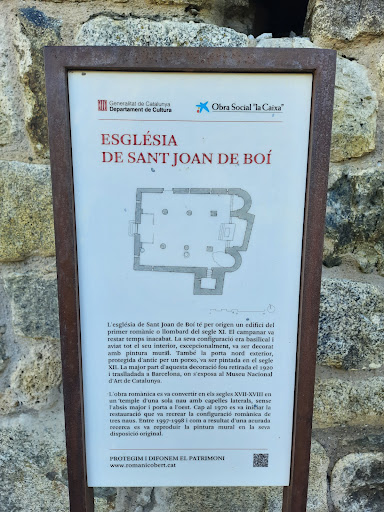 Generalitat de Catalunya
Departament de Cultura
Obra Social "la Caixa"
ESGLÉSIA
DE SANT JOAN DE BOÍ
L'església de Sant Joan de Boí té per origen un edifici del
primer romànic o llombard del segle XI. El campanar va
restar temps inacabat. La seva configuració era basilical i
aviat tot el seu interior, excepcionalment, va ser decorat
amb pintura mural. També la porta nord exterior,
protegida d'antic per un porxo, va ser pintada en el segle
XII. La major part d'aquesta decoració fou retirada el 1920
i traslladada a Barcelona, on s'exposa al Museu Nacional
d'Art de Catalunya.
L'obra romànica es va convertir en els segles XVII-XVIII en
un temple d'una sola nau amb capelles laterals, sense
l'absis major i porta a l'oest. Cap al 1970 es va iniciar la
restauració que va recrear la configuració romànica de
tres naus. Entre 1997-1998 i com a resultat d'una acurada
recerca es va reproduir la pintura mural en la seva
disposició original.
PROTEGIM I DIFONEM EL PATRIMONI
www.romanicobert.cat